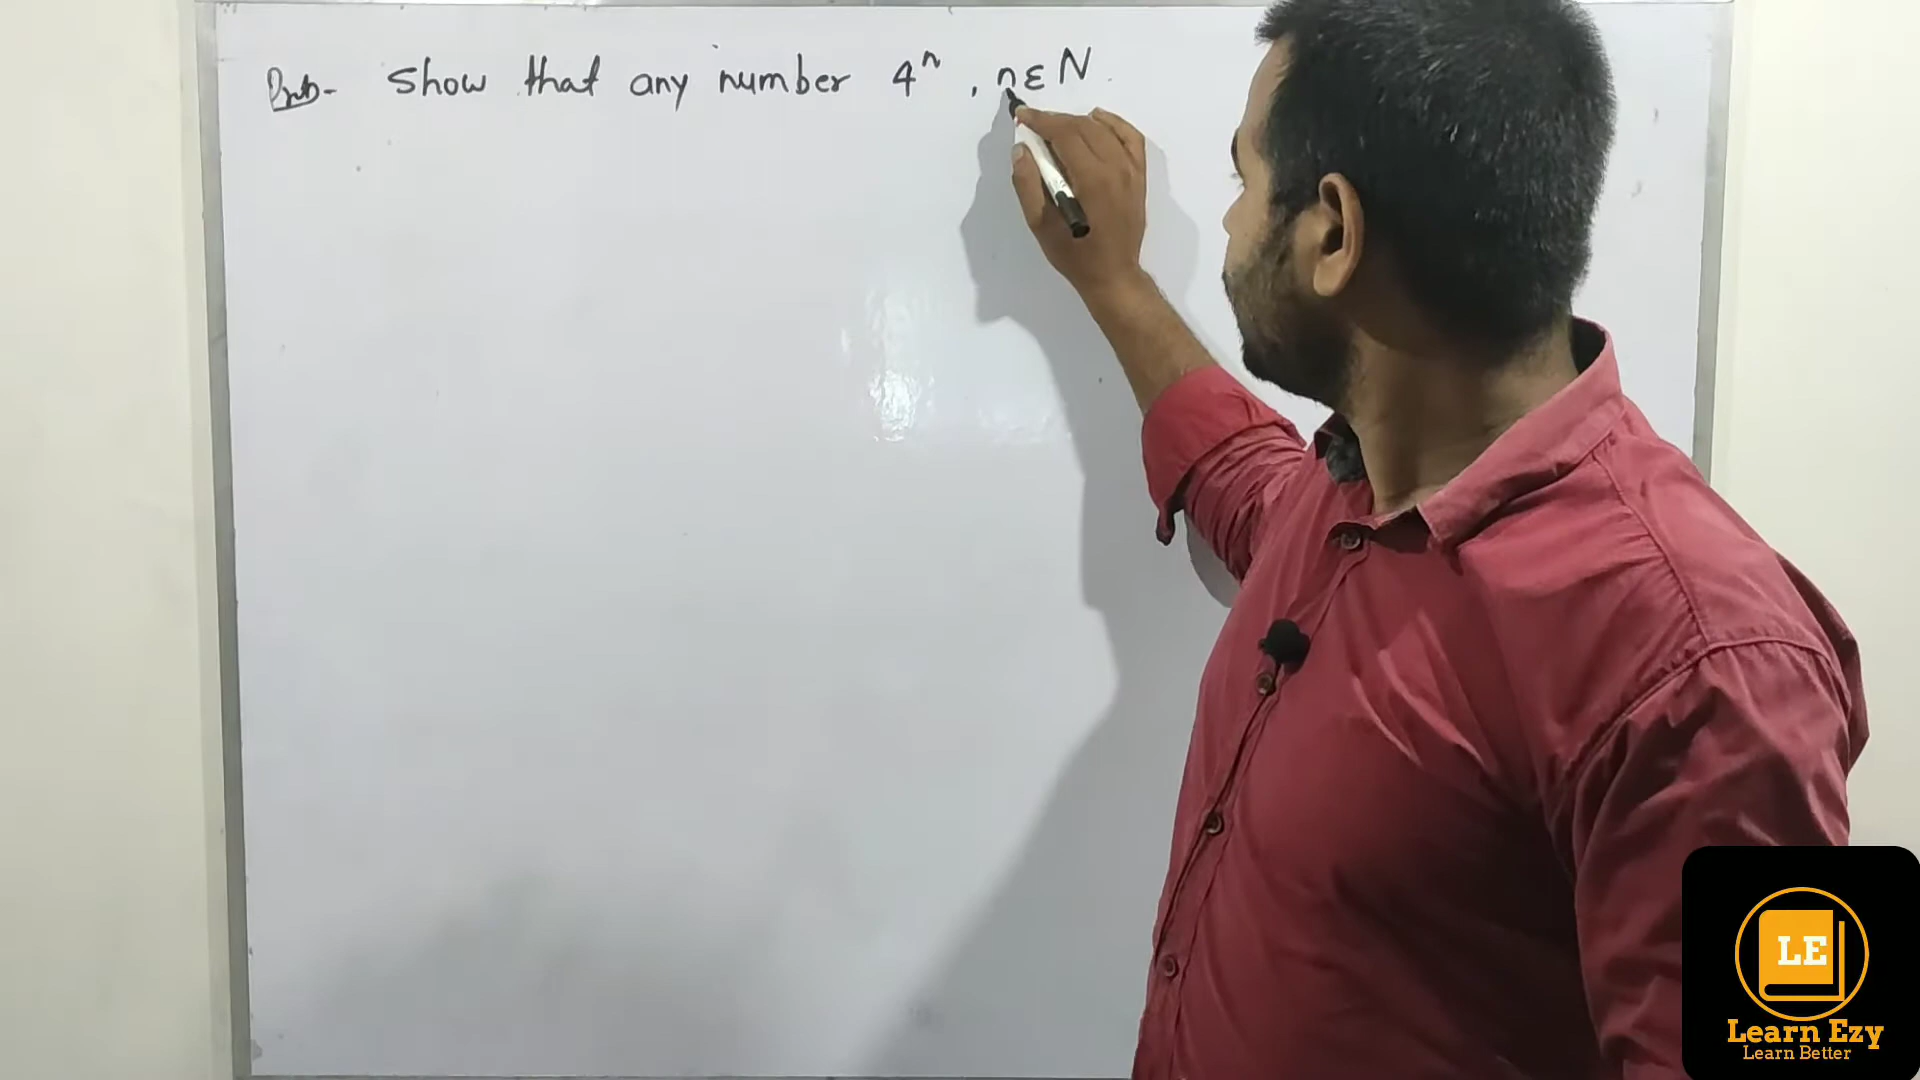 Prob- Show that any number 4ⁿ, n ε N
LE
Learn Ezy
Learn Better